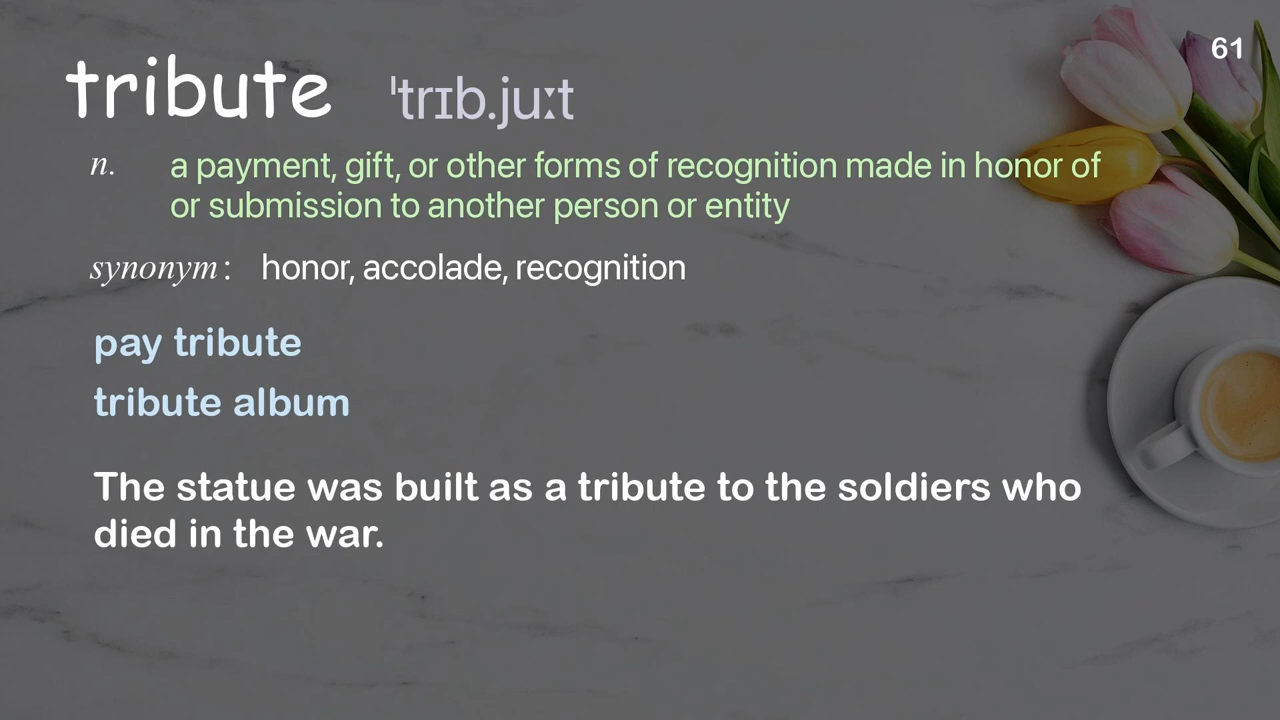 61
tribute ˈtrɪb.juːt
n. a payment, gift, or other forms of recognition made in honor of
or submission to another person or entity
synonym: honor, accolade, recognition
pay tribute
tribute album
The statue was built as a tribute to the soldiers who
died in the war.